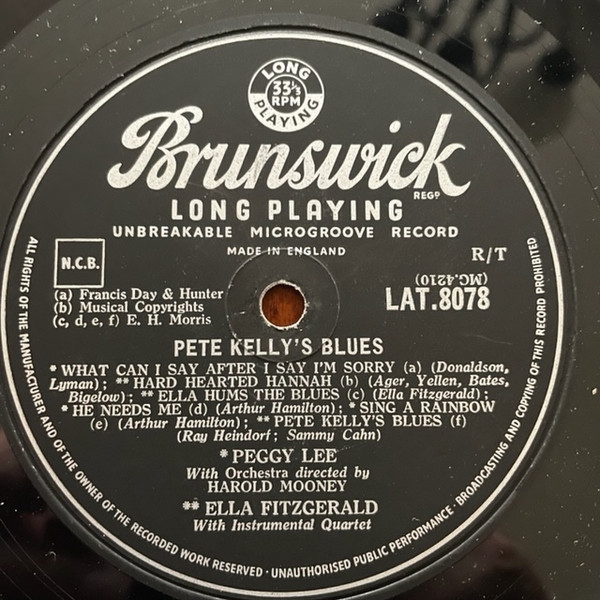 LONG
33⅓
RPM
PLAYING
Brunswick
REGD
LONG PLAYING
UNBREAKABLE MICROGROOVE RECORD
MADE IN ENGLAND
R/T
N.C.B.
(MG.4210)
LAT.8078
(a) Francis Day & Hunter
(b) Musical Copyrights
(c, d, e, f) E. H. Morris
PETE KELLY'S BLUES
*WHAT CAN I SAY AFTER I SAY I'M SORRY (a) (Donaldson,
Lyman); ** HARD HEARTED HANNAH (b) (Ager, Yellen, Bates,
Bigelow); ** ELLA HUMS THE BLUES (c) (Ella Fitzgerald);
*HE NEEDS ME (d) (Arthur Hamilton); * SING A RAINBOW
(e) (Arthur Hamilton); ** PETE KELLY'S BLUES (f)
(Ray Heindorf; Sammy Cahn)
*PEGGY LEE
With Orchestra directed by
HAROLD MOONEY
** ELLA FITZGERALD
With Instrumental Quartet
ALL RIGHTS OF THE MANUFACTURER AND OF THE OWNER OF THE RECORDED WORK RESERVED · UNAUTHORISED PUBLIC PERFORMANCE · BROADCASTING AND COPYING OF THIS RECORD PROHIBITED